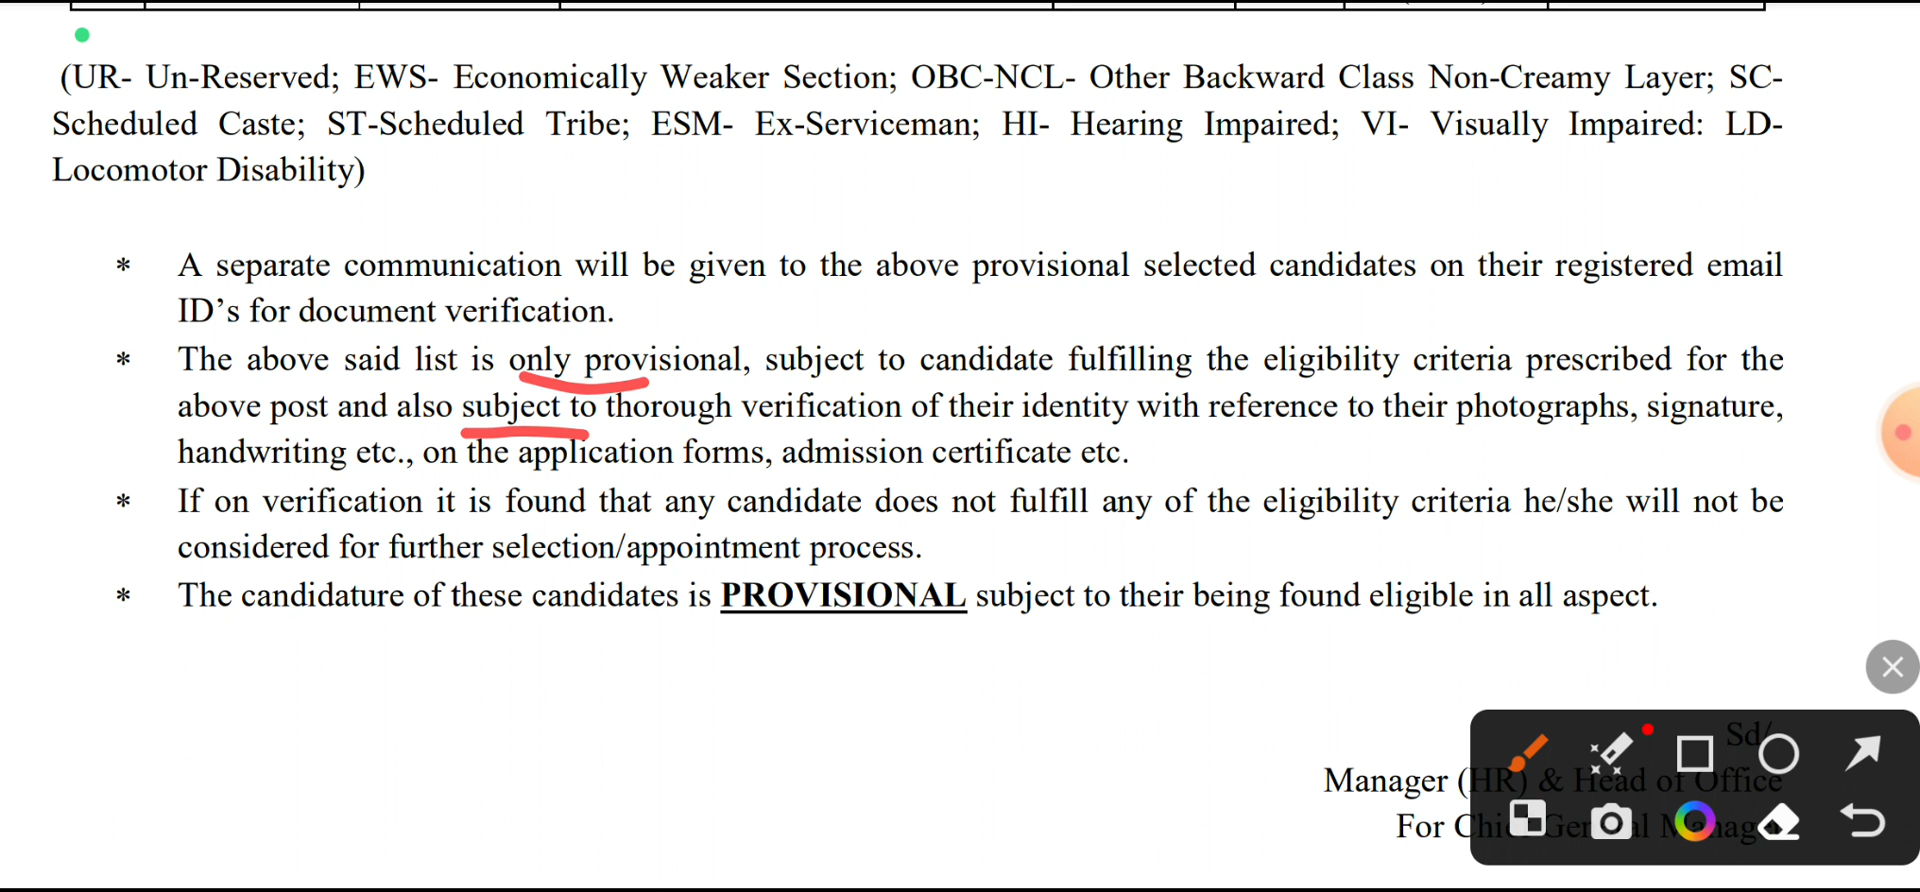 (UR- Un-Reserved; EWS- Economically Weaker Section; OBC-NCL- Other Backward Class Non-Creamy Layer; SC-
Scheduled Caste; ST-Scheduled Tribe; ESM- Ex-Serviceman; HI- Hearing Impaired; VI- Visually Impaired: LD-
Locomotor Disability)
* A separate communication will be given to the above provisional selected candidates on their registered email
ID’s for document verification.
* The above said list is only provisional, subject to candidate fulfilling the eligibility criteria prescribed for the
above post and also subject to thorough verification of their identity with reference to their photographs, signature,
handwriting etc., on the application forms, admission certificate etc.
* If on verification it is found that any candidate does not fulfill any of the eligibility criteria he/she will not be
considered for further selection/appointment process.
* The candidature of these candidates is PROVISIONAL subject to their being found eligible in all aspect.
Sd/
Manager (HR) & Head of Office
For